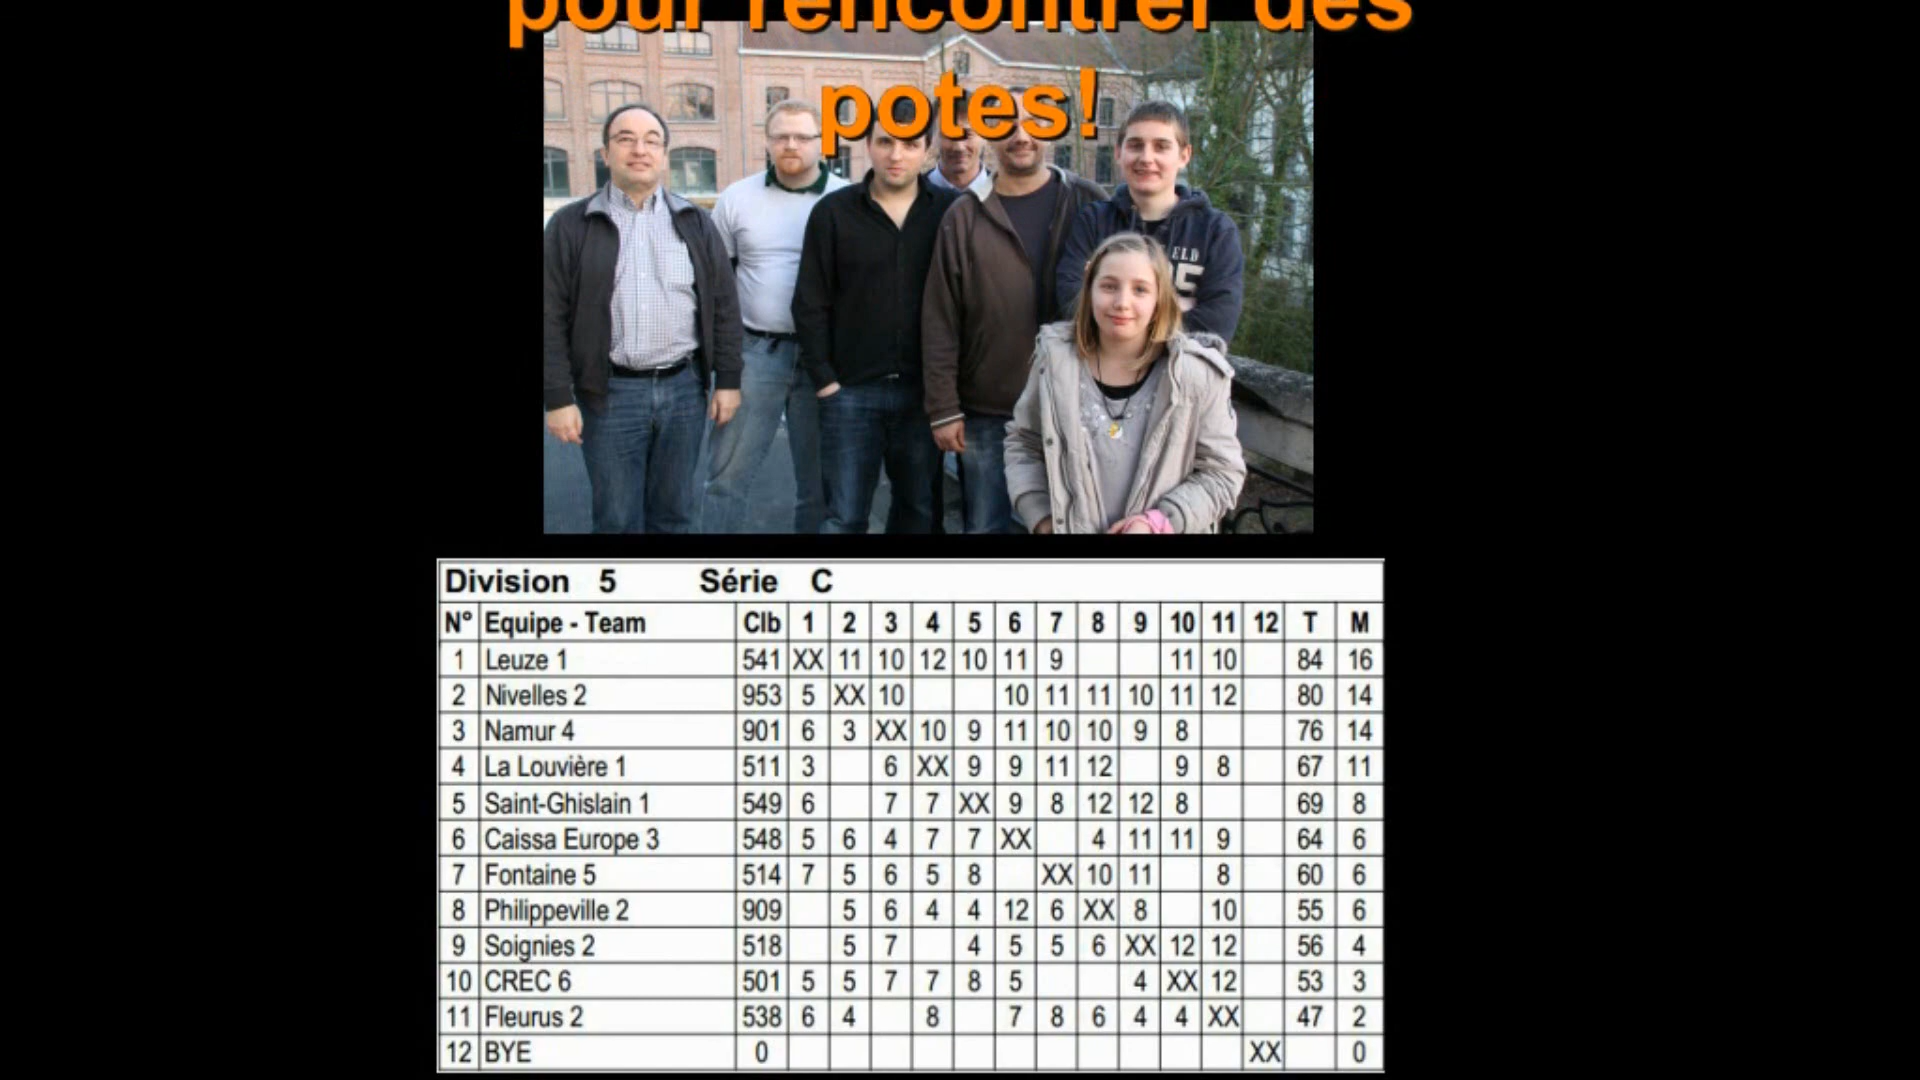 pour rencontrer des
potes!
ELD
Division 5 Série C
N° Equipe - Team Clb 1 2 3 4 5 6 7 8 9 10 11 12 T M
1 Leuze 1 541 XX 11 10 12 10 11 9 11 10 84 16
2 Nivelles 2 953 5 XX 10 10 11 11 10 11 12 80 14
3 Namur 4 901 6 3 XX 10 9 11 10 10 9 8 76 14
4 La Louvière 1 511 3 6 XX 9 9 11 12 9 8 67 11
5 Saint-Ghislain 1 549 6 7 7 XX 9 8 12 12 8 69 8
6 Caissa Europe 3 548 5 6 4 7 7 XX 4 11 11 9 64 6
7 Fontaine 5 514 7 5 6 5 8 XX 10 11 8 60 6
8 Philippeville 2 909 5 6 4 4 12 6 XX 8 10 55 6
9 Soignies 2 518 5 7 4 5 5 6 XX 12 12 56 4
10 CREC 6 501 5 5 7 7 8 5 4 XX 12 53 3
11 Fleurus 2 538 6 4 8 7 8 6 4 4 XX 47 2
12 BYE 0 XX 0